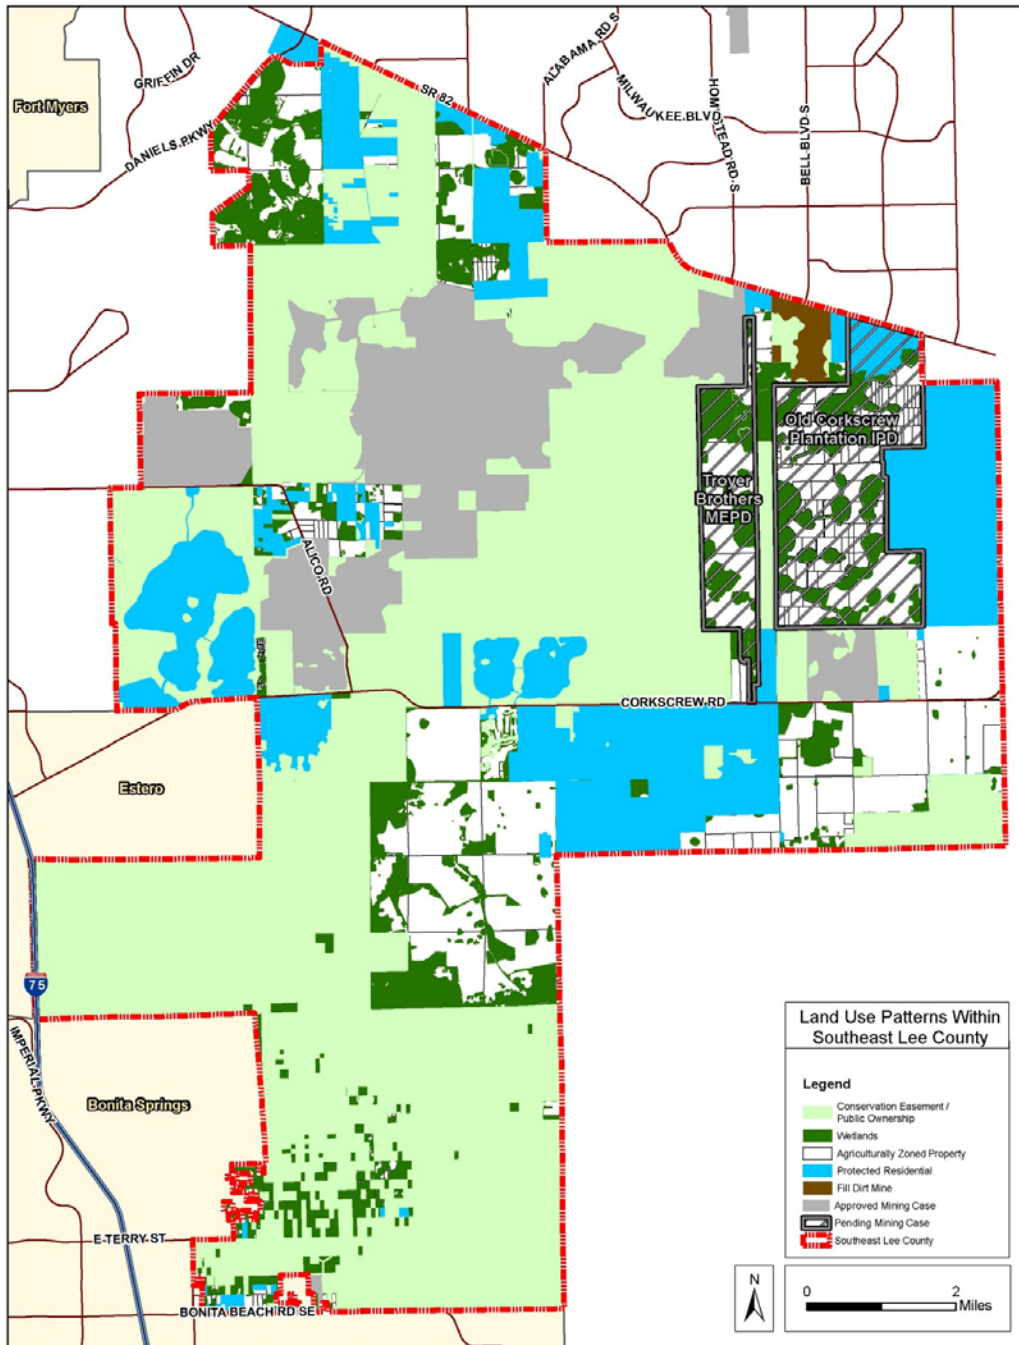 Fort Myers
GRIFFIN DR
DANIELS PKWY
SR 82
ALABAMA RD S
MILWAUKEE BLVD
HOMESTEAD RD S
BELL BLVD S
Old Corkscrew
Plantation IPD
Troyer
Brothers
MEPD
ALICO RD
CORKSCREW RD
Estero
75
IMPERIAL PKWY
Bonita Springs
E TERRY ST
BONITA BEACH RD SE
Land Use Patterns Within
Southeast Lee County
Legend
Conservation Easement /
Public Ownership
Wetlands
Agriculturally Zoned Property
Protected Residential
Fill Dirt Mine
Approved Mining Case
Pending Mining Case
Southeast Lee County
N
0 2
Miles